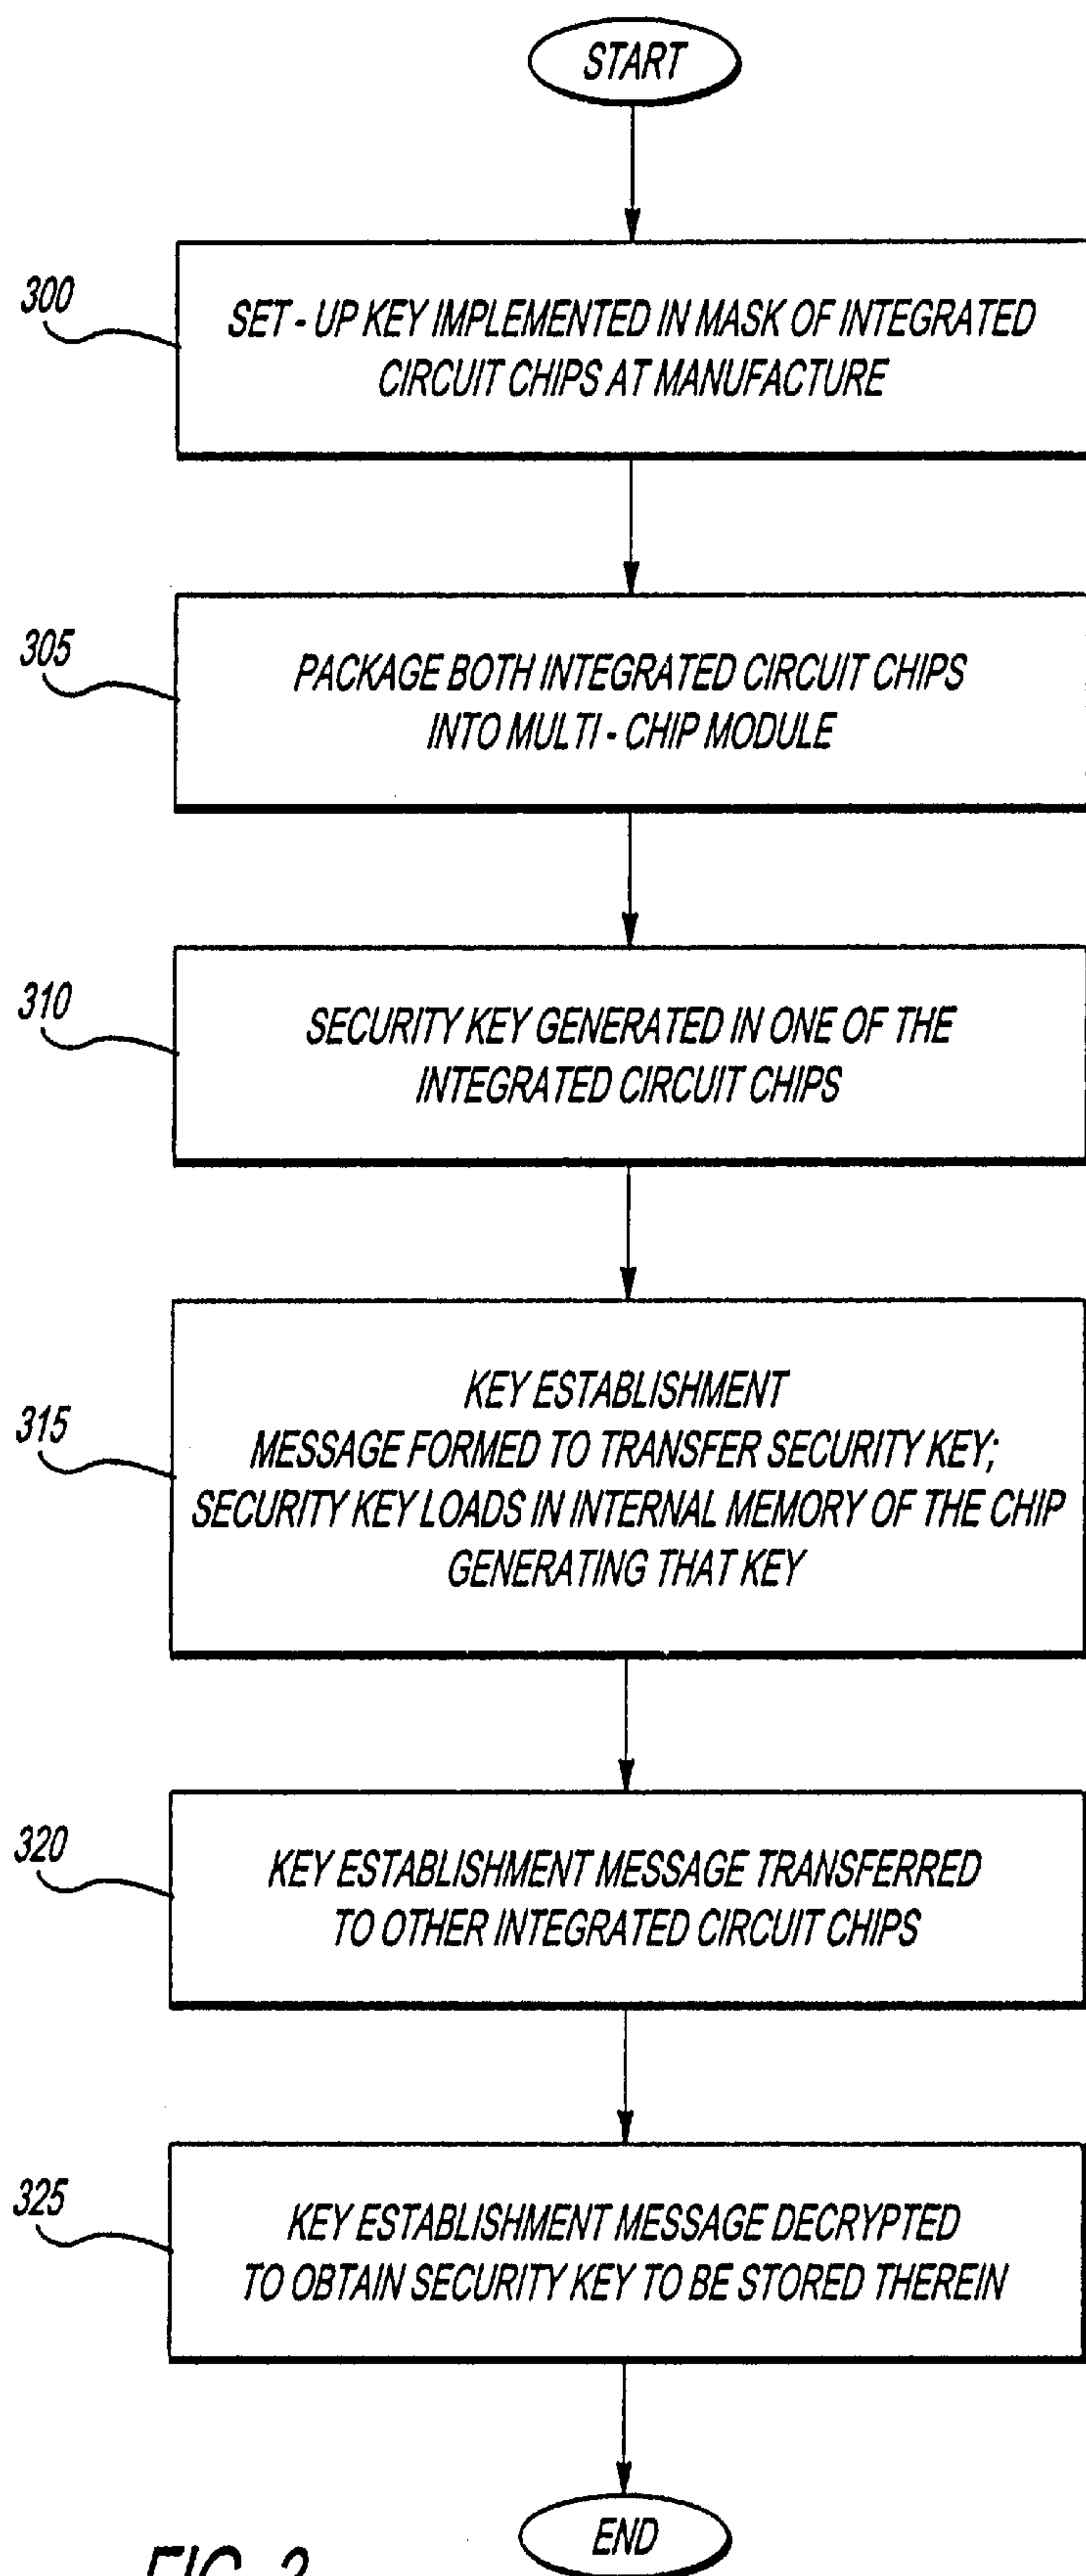 START
300
SET - UP KEY IMPLEMENTED IN MASK OF INTEGRATED
CIRCUIT CHIPS AT MANUFACTURE
305
PACKAGE BOTH INTEGRATED CIRCUIT CHIPS
INTO MULTI - CHIP MODULE
310
SECURITY KEY GENERATED IN ONE OF THE
INTEGRATED CIRCUIT CHIPS
315
KEY ESTABLISHMENT
MESSAGE FORMED TO TRANSFER SECURITY KEY;
SECURITY KEY LOADS IN INTERNAL MEMORY OF THE CHIP
GENERATING THAT KEY
320
KEY ESTABLISHMENT MESSAGE TRANSFERRED
TO OTHER INTEGRATED CIRCUIT CHIPS
325
KEY ESTABLISHMENT MESSAGE DECRYPTED
TO OBTAIN SECURITY KEY TO BE STORED THEREIN
END
FIG.